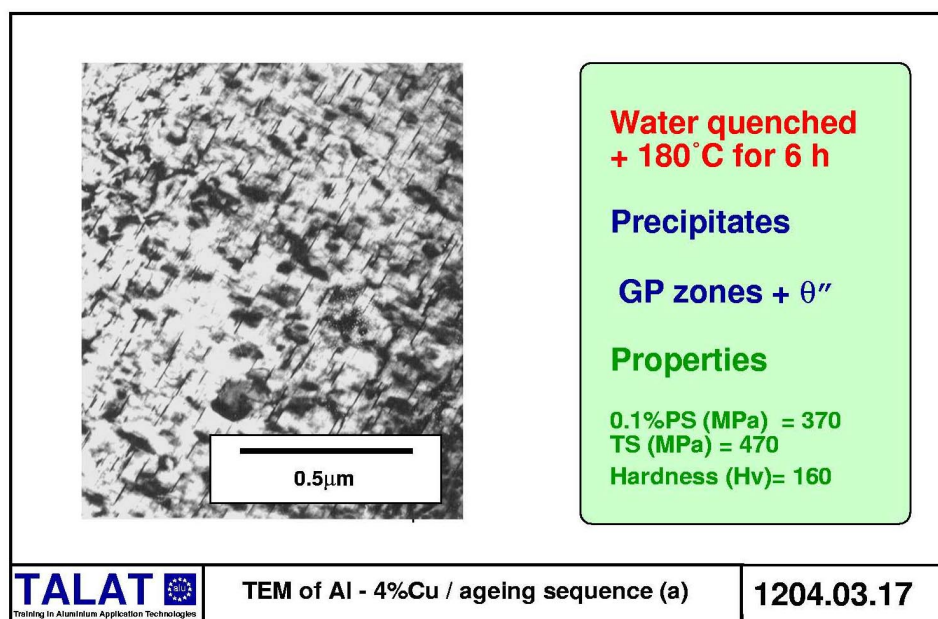 Water quenched
+ 180°C for 6 h
Precipitates
GP zones + θ″
Properties
0.1%PS (MPa) = 370
TS (MPa) = 470
Hardness (Hv)= 160
0.5µm
TALAT
alu
Training in Aluminium Application Technologies
TEM of Al - 4%Cu / ageing sequence (a)
1204.03.17